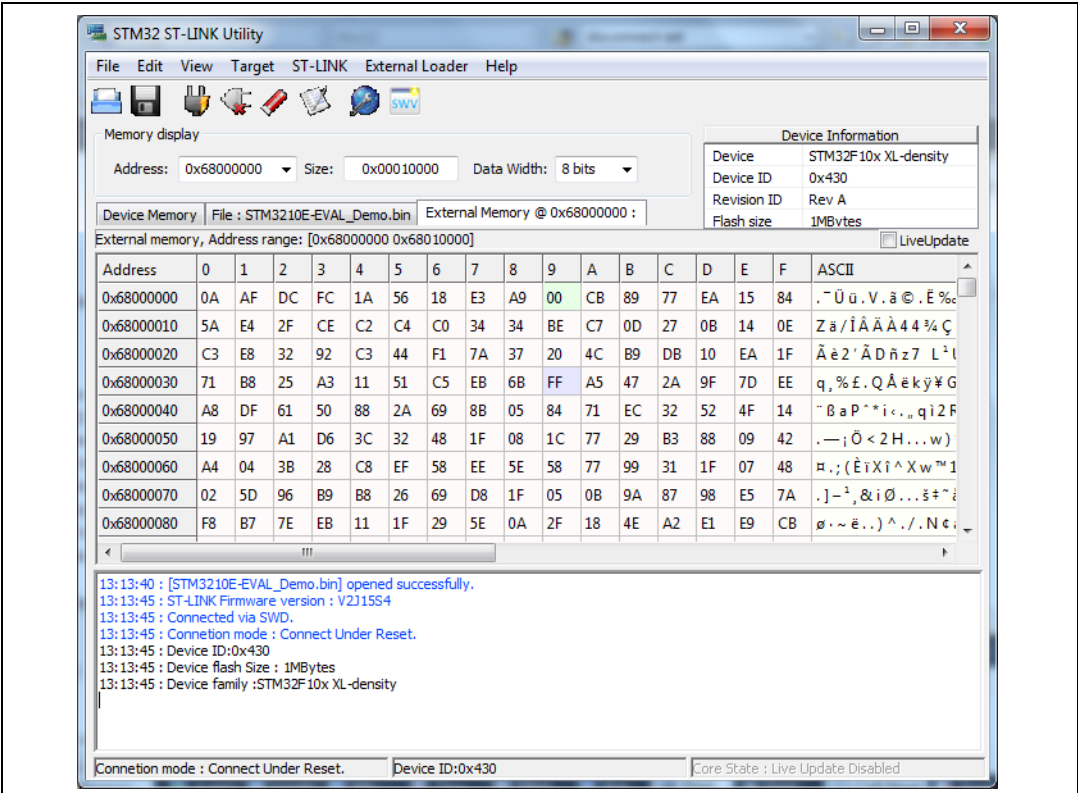 STM32 ST-LINK Utility
File Edit View Target ST-LINK External Loader Help
SWV
Memory display
Address: 0x68000000 Size: 0x00010000 Data Width: 8 bits
Device Information
Device STM32F10x XL-density
Device ID 0x430
Revision ID Rev A
Flash size 1MBytes
Device Memory File : STM3210E-EVAL_Demo.bin External Memory @ 0x68000000 :
External memory, Address range: [0x68000000 0x68010000] LiveUpdate
Address 0 1 2 3 4 5 6 7 8 9 A B C D E F ASCII
0x68000000 0A AF DC FC 1A 56 18 E3 A9 00 CB 89 77 EA 15 84 . ¯ Ü ü . V . ã © . Ë ‰
0x68000010 5A E4 2F CE C2 C4 C0 34 34 BE C7 0D 27 0B 14 0E Z ä / Î Â Ä À 4 4 ¾ Ç
0x68000020 C3 E8 32 92 C3 44 F1 7A 37 20 4C B9 DB 10 EA 1F Ã è 2 ’ Ã D ñ z 7 L ¹
0x68000030 71 B8 25 A3 11 51 C5 EB 6B FF A5 47 2A 9F 7D EE q ¸ % £ . Q Å ë k ÿ ¥ G
0x68000040 A8 DF 61 50 88 2A 69 8B 05 84 71 EC 32 52 4F 14 ¨ ß a P ˆ * i ‹ . „ q ì 2 R
0x68000050 19 97 A1 D6 3C 32 48 1F 08 1C 77 29 B3 88 09 42 . — ¡ Ö < 2 H . . . w )
0x68000060 A4 04 3B 28 C8 EF 58 EE 5E 58 77 99 31 1F 07 48 ¤ . ; ( È ï X î ^ X w ™ 1
0x68000070 02 5D 96 B9 B8 26 69 D8 1F 05 0B 9A 87 98 E5 7A . ] – ¹ ¸ & i Ø . . . š ‡ ˜ å
0x68000080 F8 B7 7E EB 11 1F 29 5E 0A 2F 18 4E A2 E1 E9 CB ø · ~ ë . . ) ^ . / . N ¢
13:13:40 : [STM3210E-EVAL_Demo.bin] opened successfully.
13:13:45 : ST-LINK Firmware version : V2J15S4
13:13:45 : Connected via SWD.
13:13:45 : Connetion mode : Connect Under Reset.
13:13:45 : Device ID:0x430
13:13:45 : Device flash Size : 1MBytes
13:13:45 : Device family :STM32F10x XL-density
Connetion mode : Connect Under Reset. Device ID:0x430 Core State : Live Update Disabled